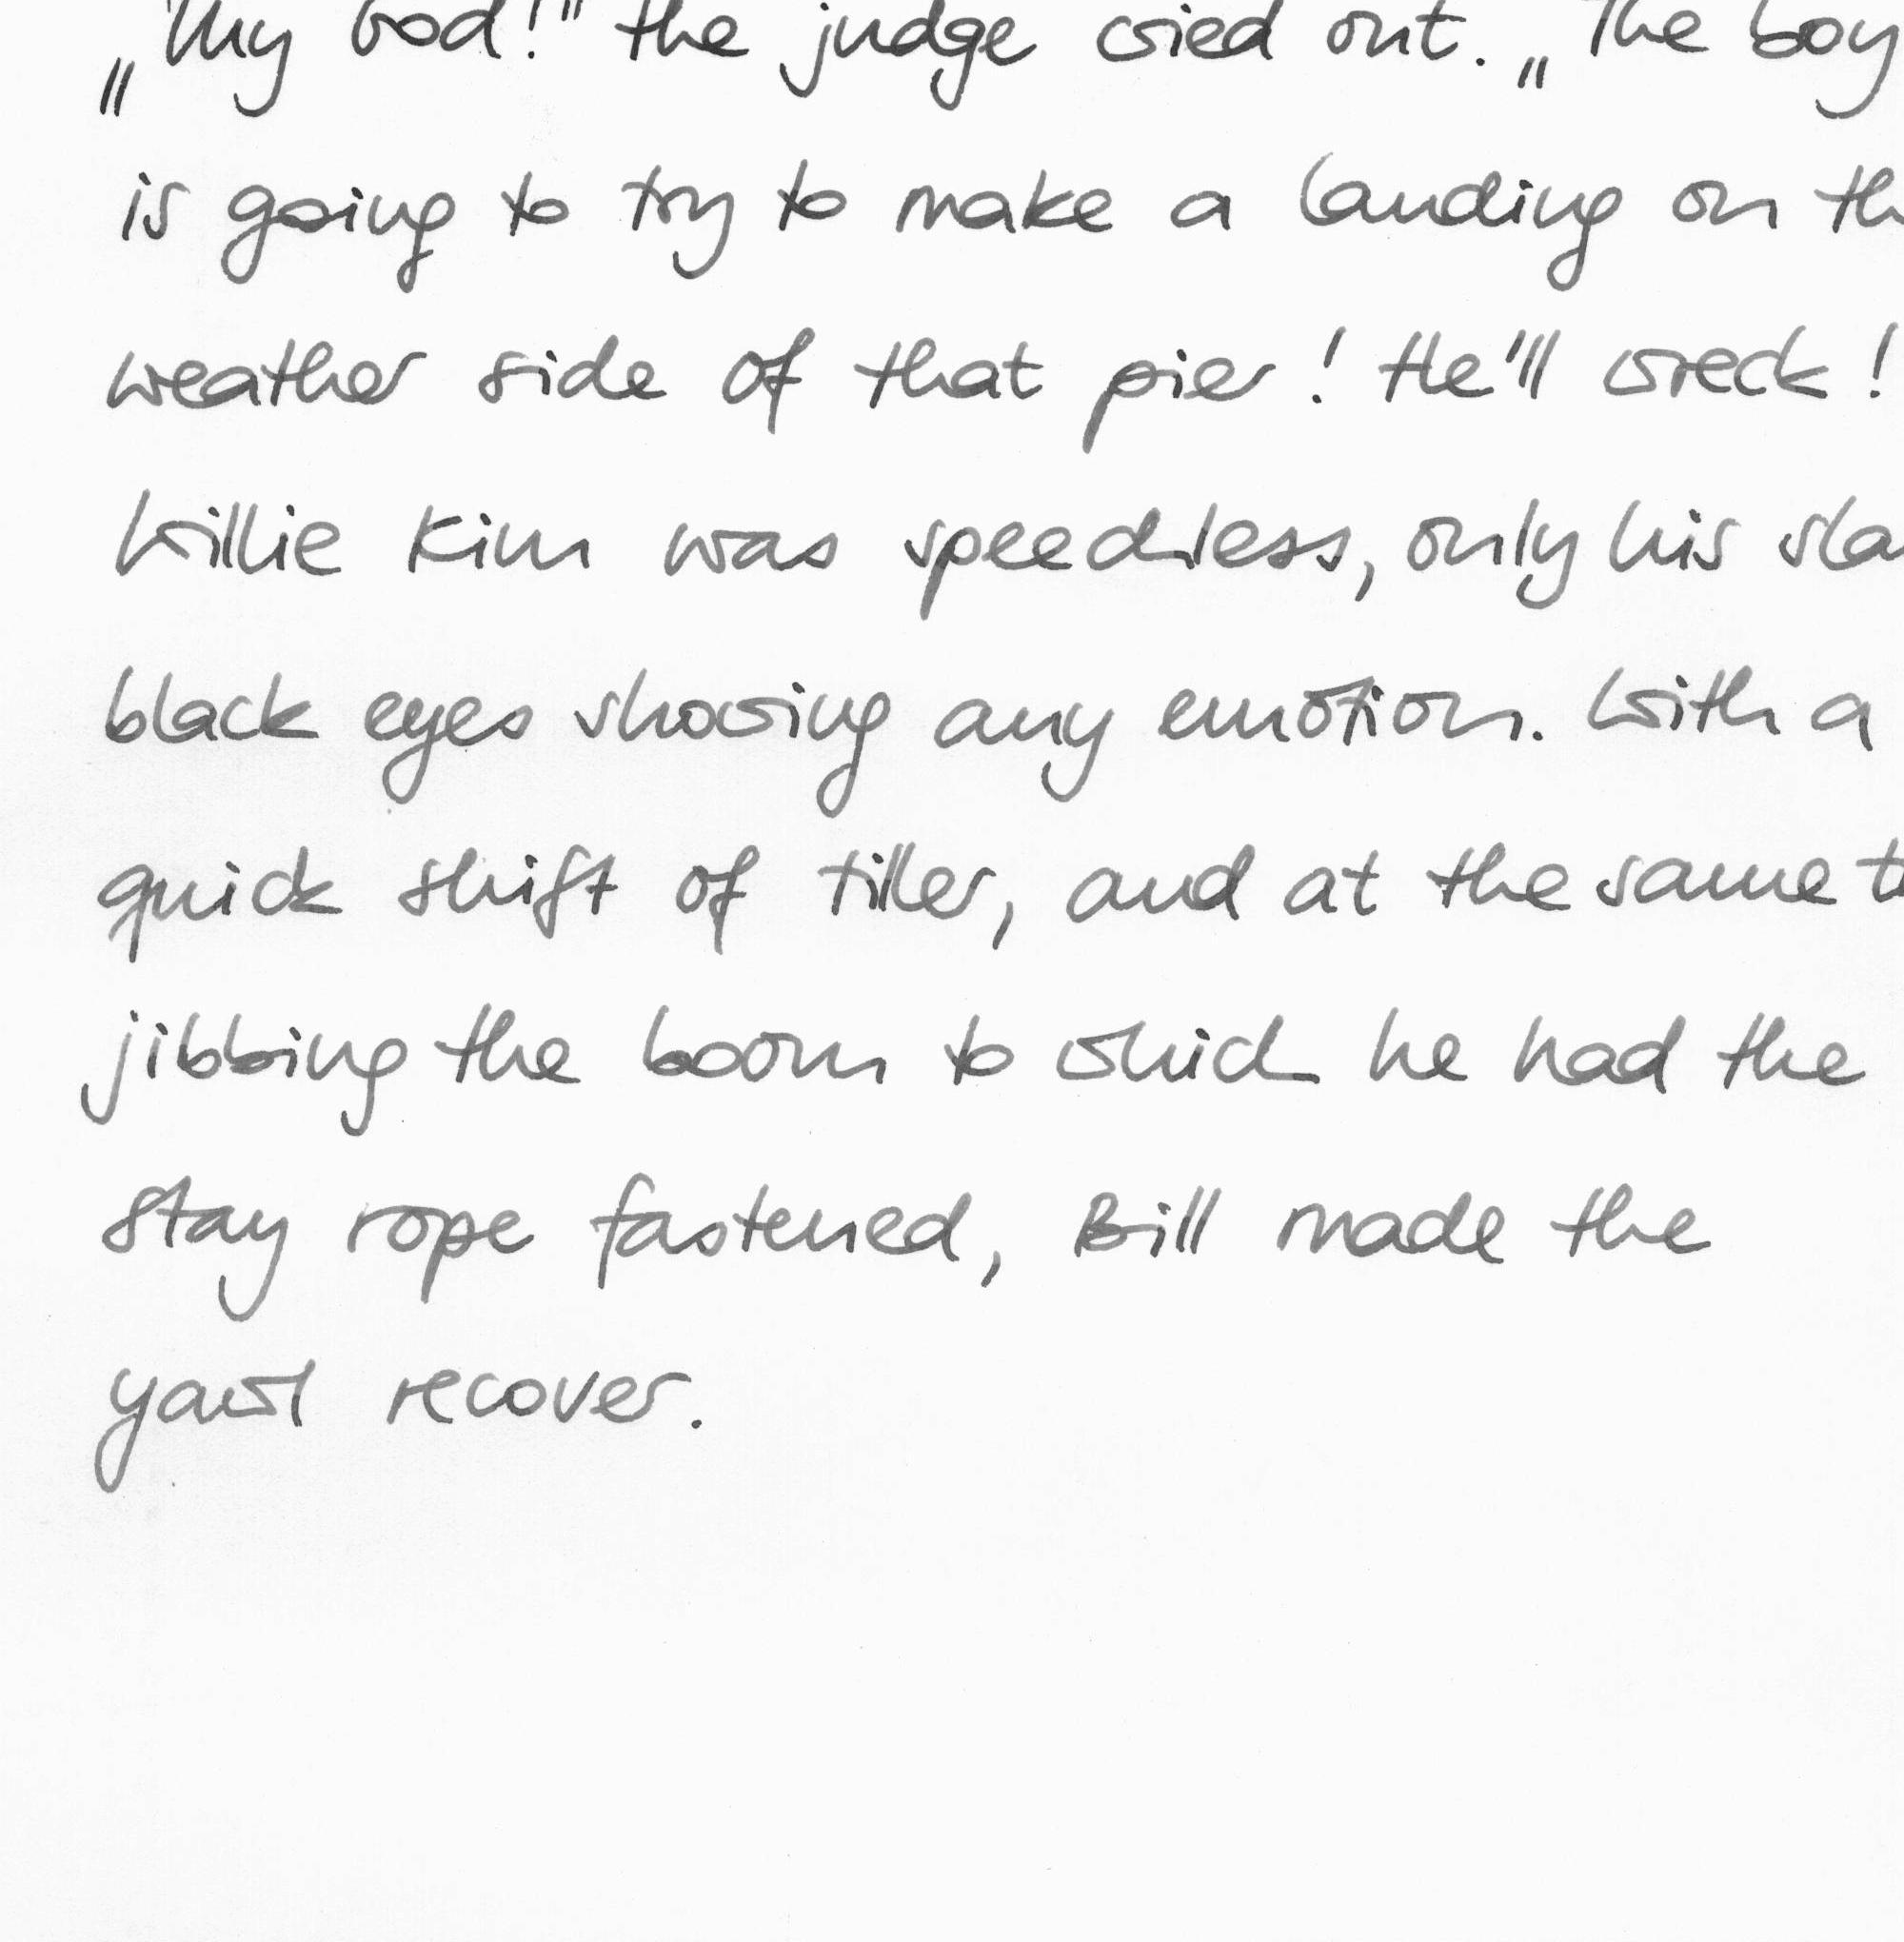 „My God!" the judge cried out. „The boy
is going to try to make a landing on th
weather side of that pier! He'll wreck!
Willie Kim was speechless, only his sla
black eyes showing any emotion. With a
quick shift of tiller, and at the same t
jibbing the boom to which he had the
stay rope fastened, Bill made the
yawl recover.